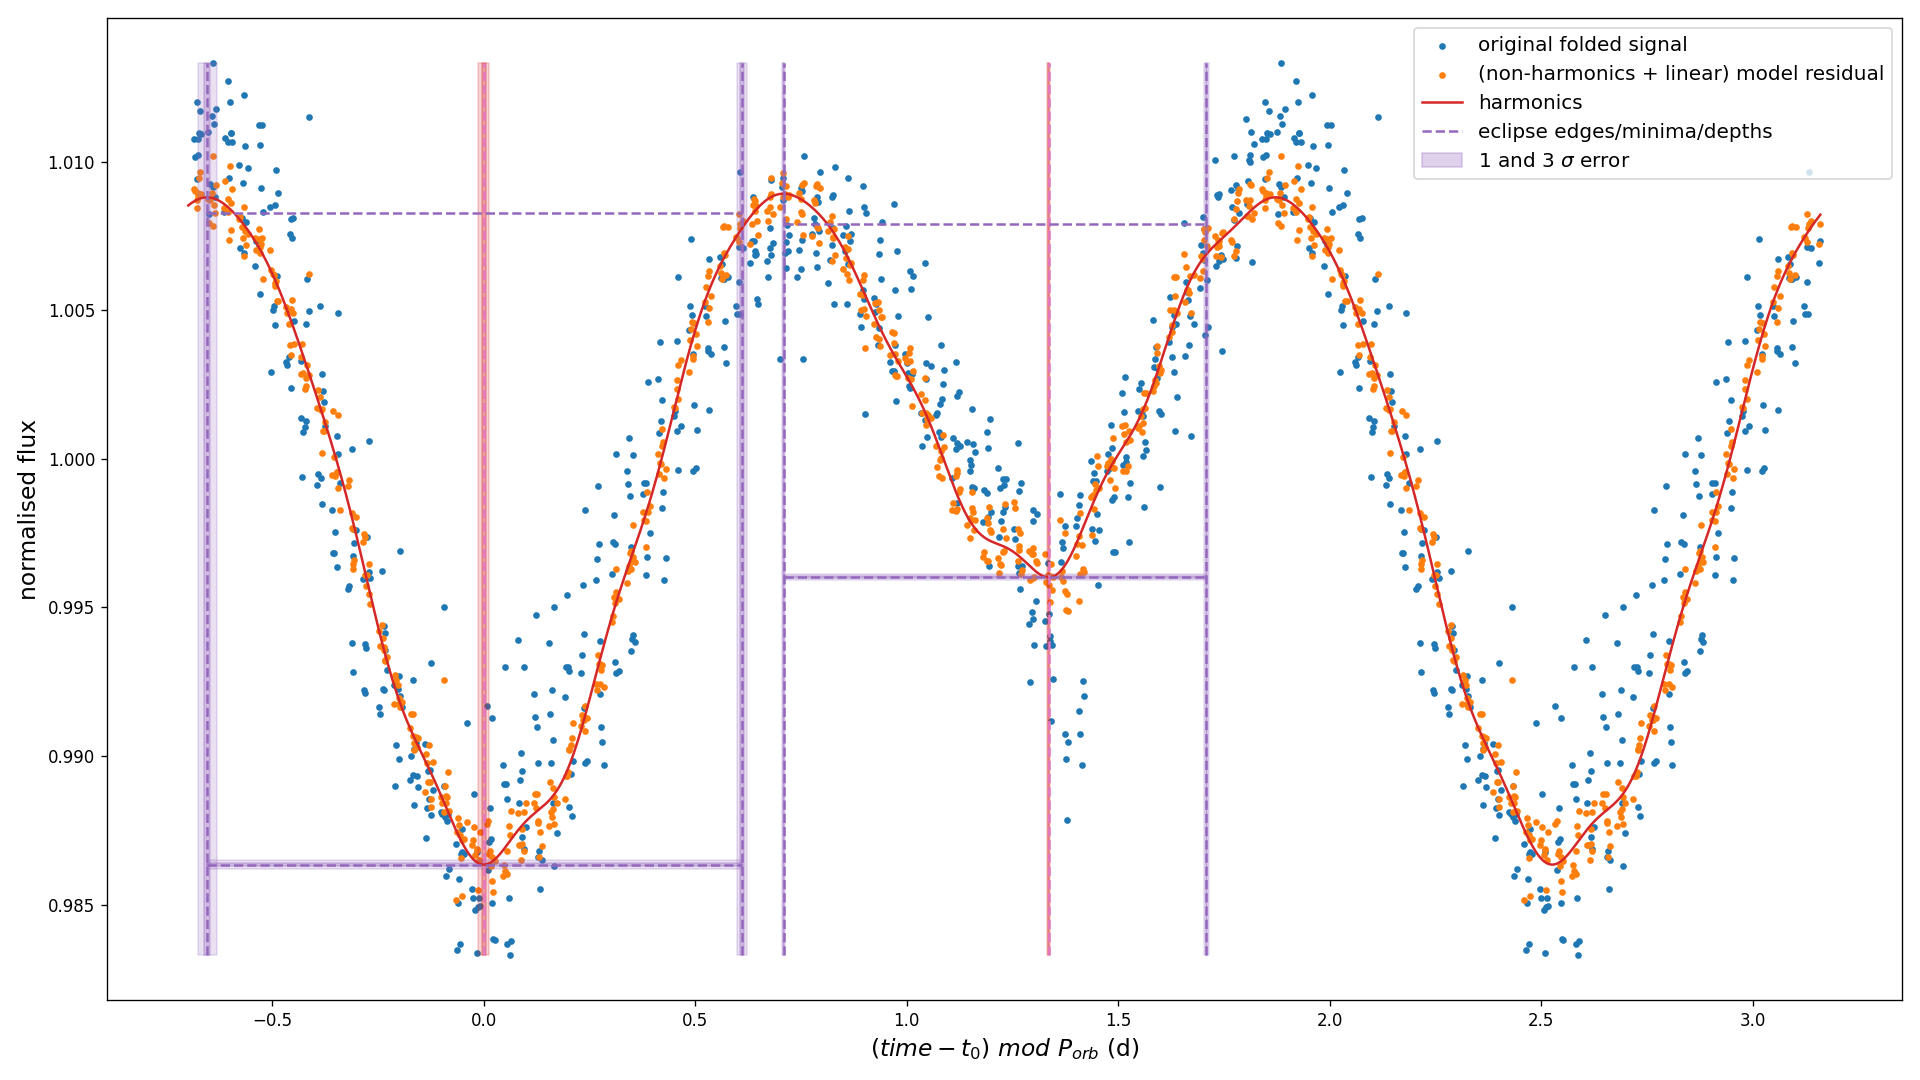 original folded signal
(non-harmonics + linear) model residual
harmonics
eclipse edges/minima/depths
1 and 3 σ error
normalised flux
1.010
1.005
1.000
0.995
0.990
0.985
−0.5 0.0 0.5 1.0 1.5 2.0 2.5 3.0
(time − t₀) mod P_orb (d)